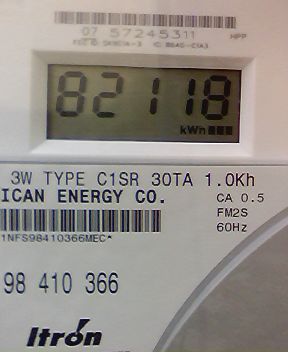 07 57245311 HPP
82118
kWh
3W TYPE C1SR 30TA 1.0Kh
ICAN ENERGY CO. CA 0.5
FM2S
1NFS98410366MEC* 60Hz
98 410 366
Itron